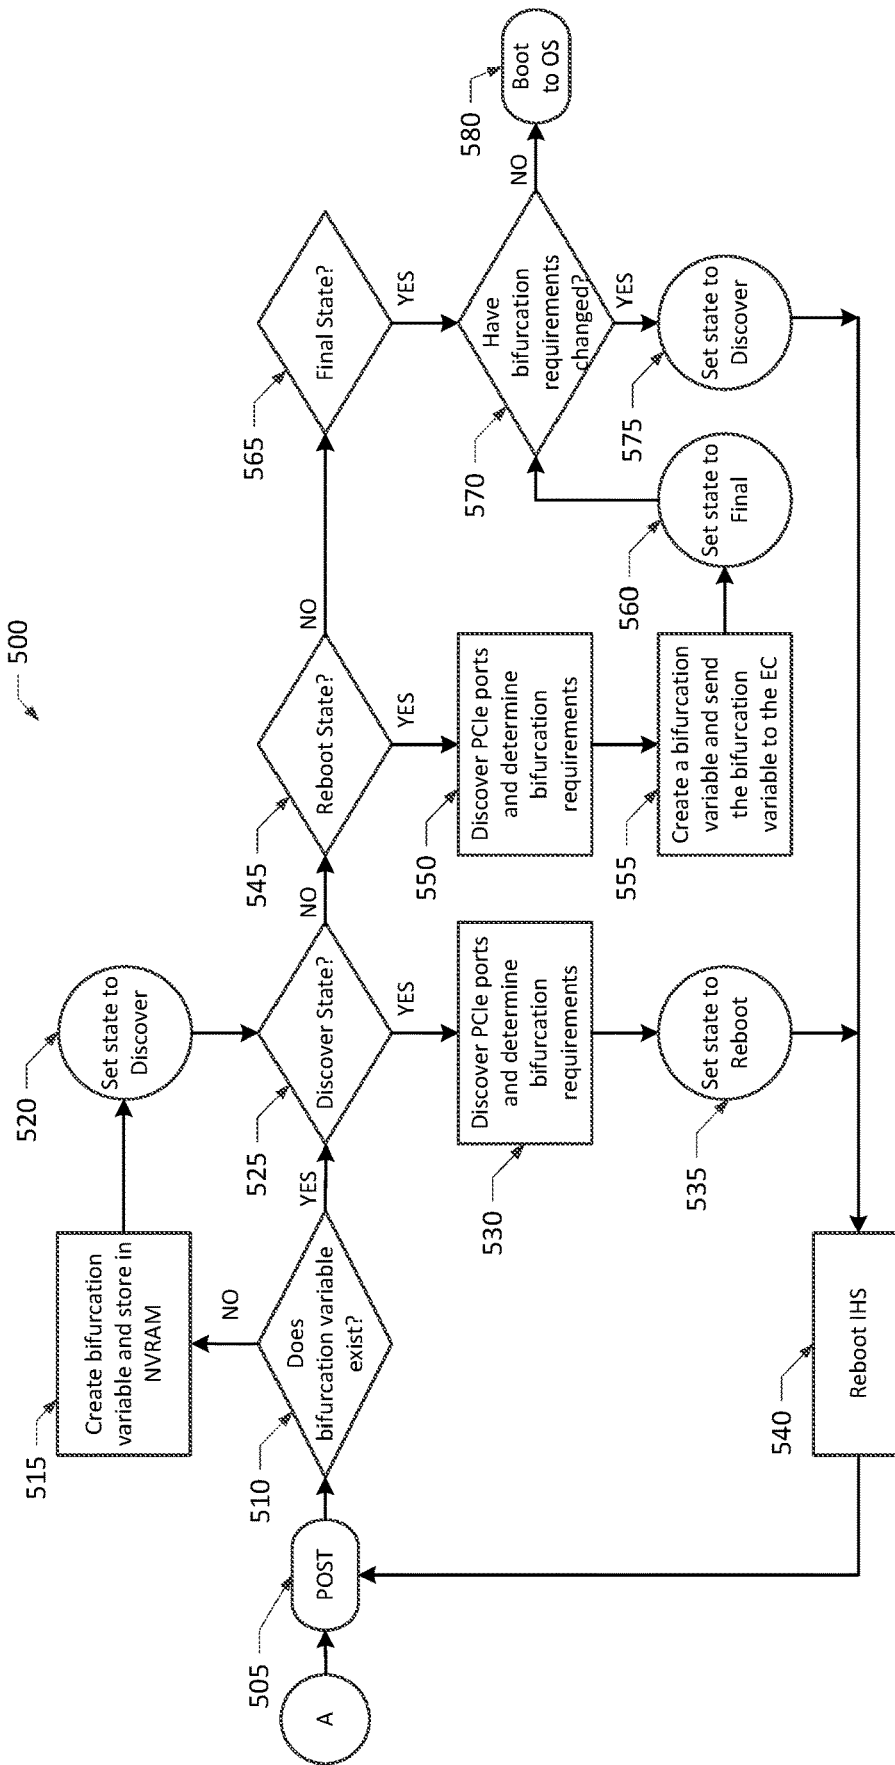 500
A
505
POST
510
Does
bifurcation variable
exist?
NO
YES
515
Create bifurcation
variable and store in
NVRAM
520
Set state to
Discover
525
Discover State?
YES
NO
530
Discover PCIe ports
and determine
bifurcation
requirements
535
Set state to
Reboot
540
Reboot IHS
545
Reboot State?
YES
NO
550
Discover PCIe ports
and determine
bifurcation
requirements
555
Create a bifurcation
variable and send
the bifurcation
variable to the EC
560
Set state to
Final
565
Final State?
YES
570
Have
bifurcation
requirements
changed?
NO
YES
575
Set state to
Discover
580
Boot
to OS